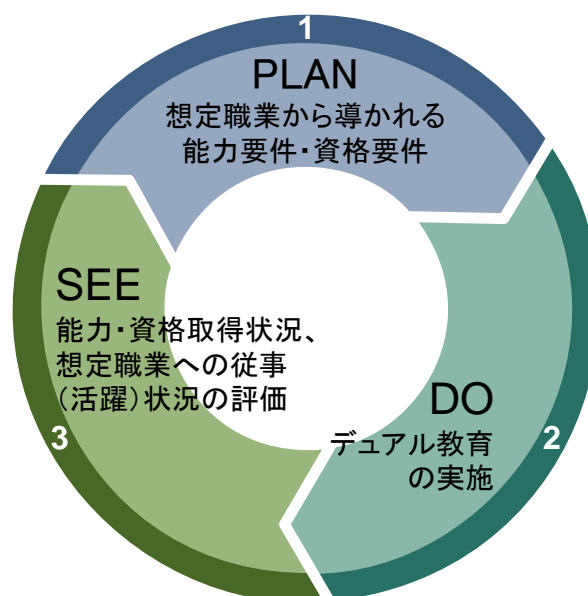 1
PLAN
想定職業から導かれる
能力要件・資格要件
2
DO
デュアル教育
の実施
3
SEE
能力・資格取得状況、
想定職業への従事
（活躍）状況の評価